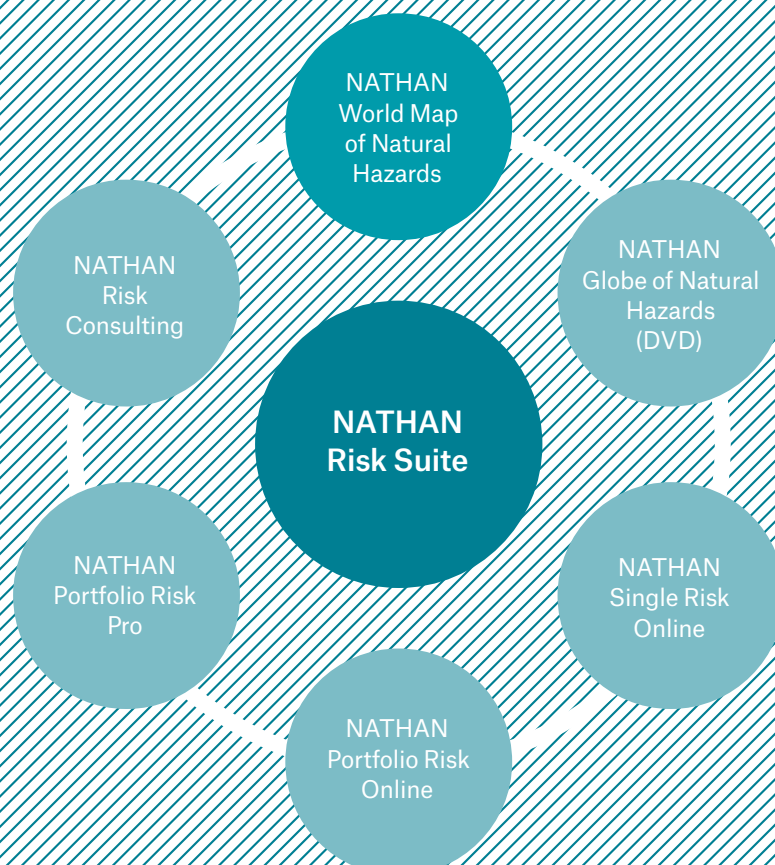 NATHAN
World Map
of Natural
Hazards
NATHAN
Globe of Natural
Hazards
(DVD)
NATHAN
Risk
Consulting
NATHAN
Risk Suite
NATHAN
Portfolio Risk
Pro
NATHAN
Single Risk
Online
NATHAN
Portfolio Risk
Online